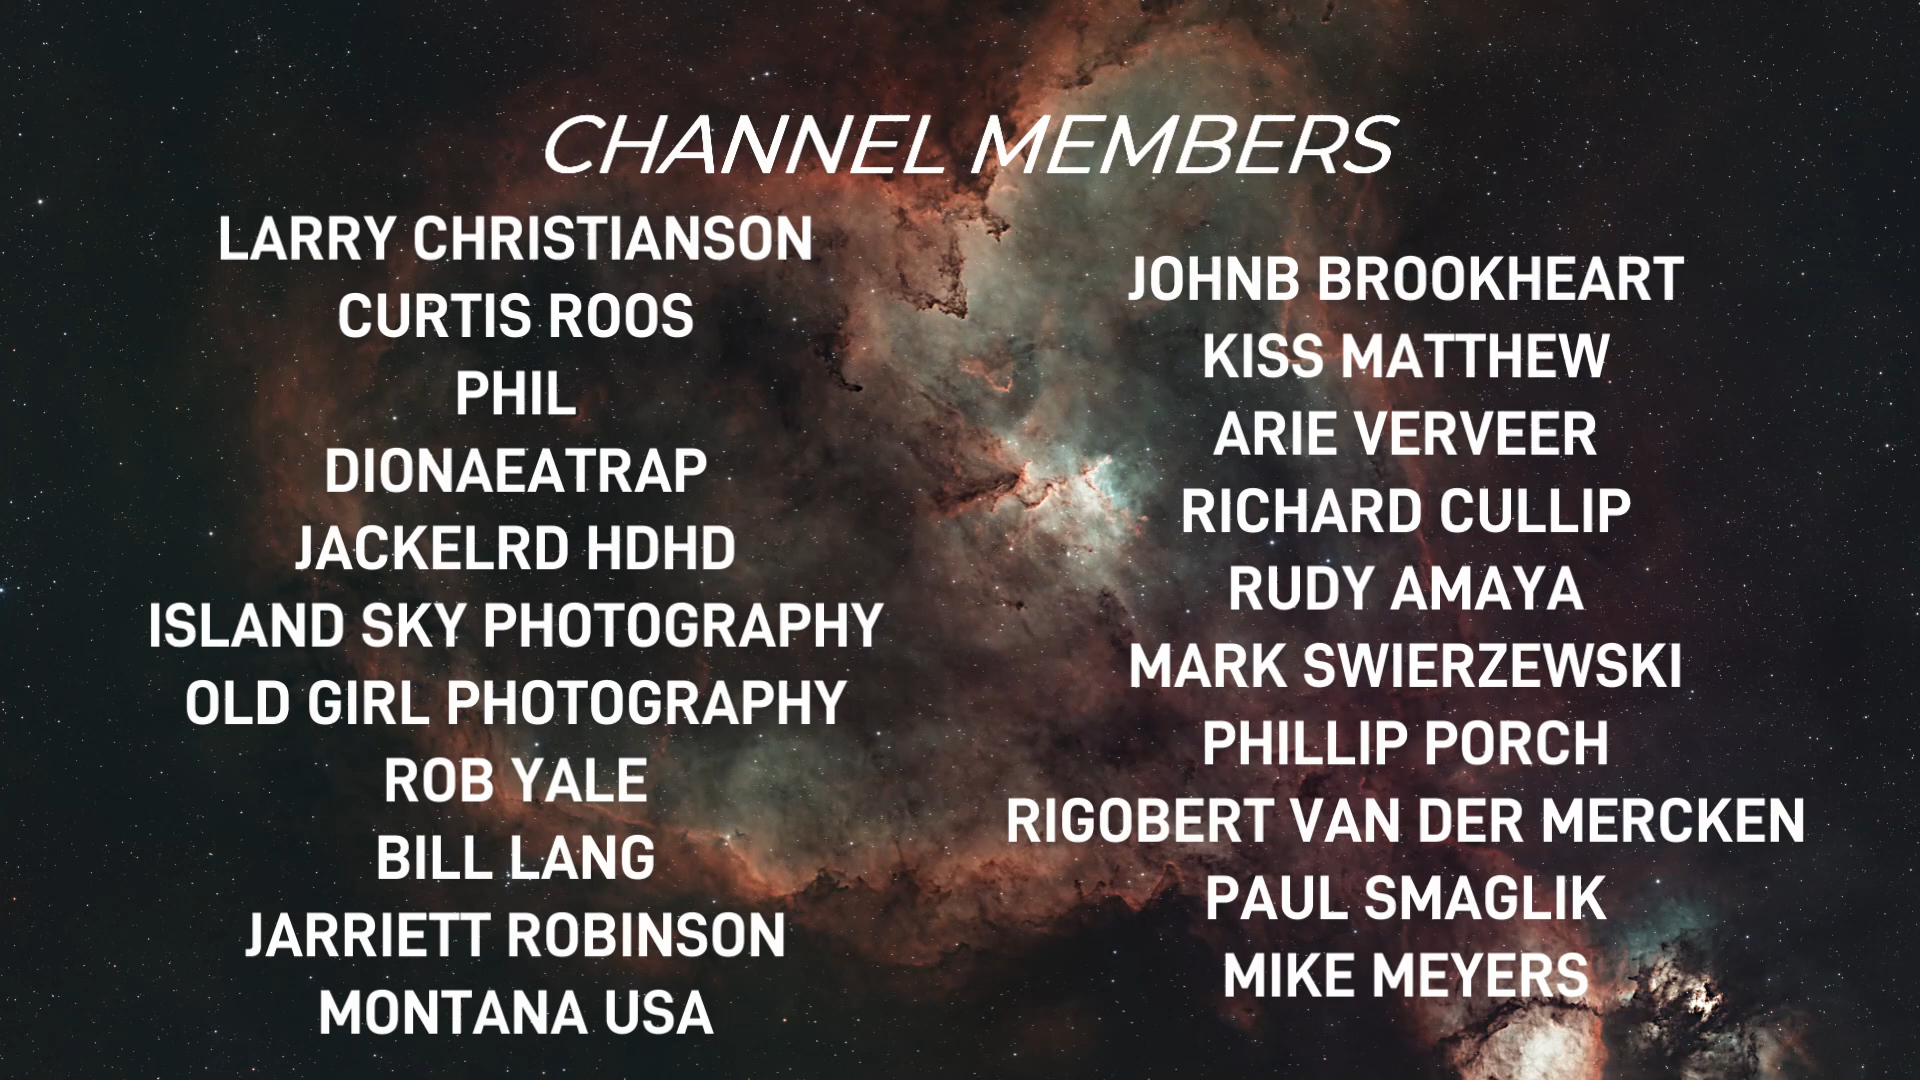 CHANNEL MEMBERS
LARRY CHRISTIANSON
CURTIS ROOS
PHIL
DIONAEATRAP
JACKELRD HDHD
ISLAND SKY PHOTOGRAPHY
OLD GIRL PHOTOGRAPHY
ROB YALE
BILL LANG
JARRIETT ROBINSON
MONTANA USA
JOHNB BROOKHEART
KISS MATTHEW
ARIE VERVEER
RICHARD CULLIP
RUDY AMAYA
MARK SWIERZEWSKI
PHILLIP PORCH
RIGOBERT VAN DER MERCKEN
PAUL SMAGLIK
MIKE MEYERS